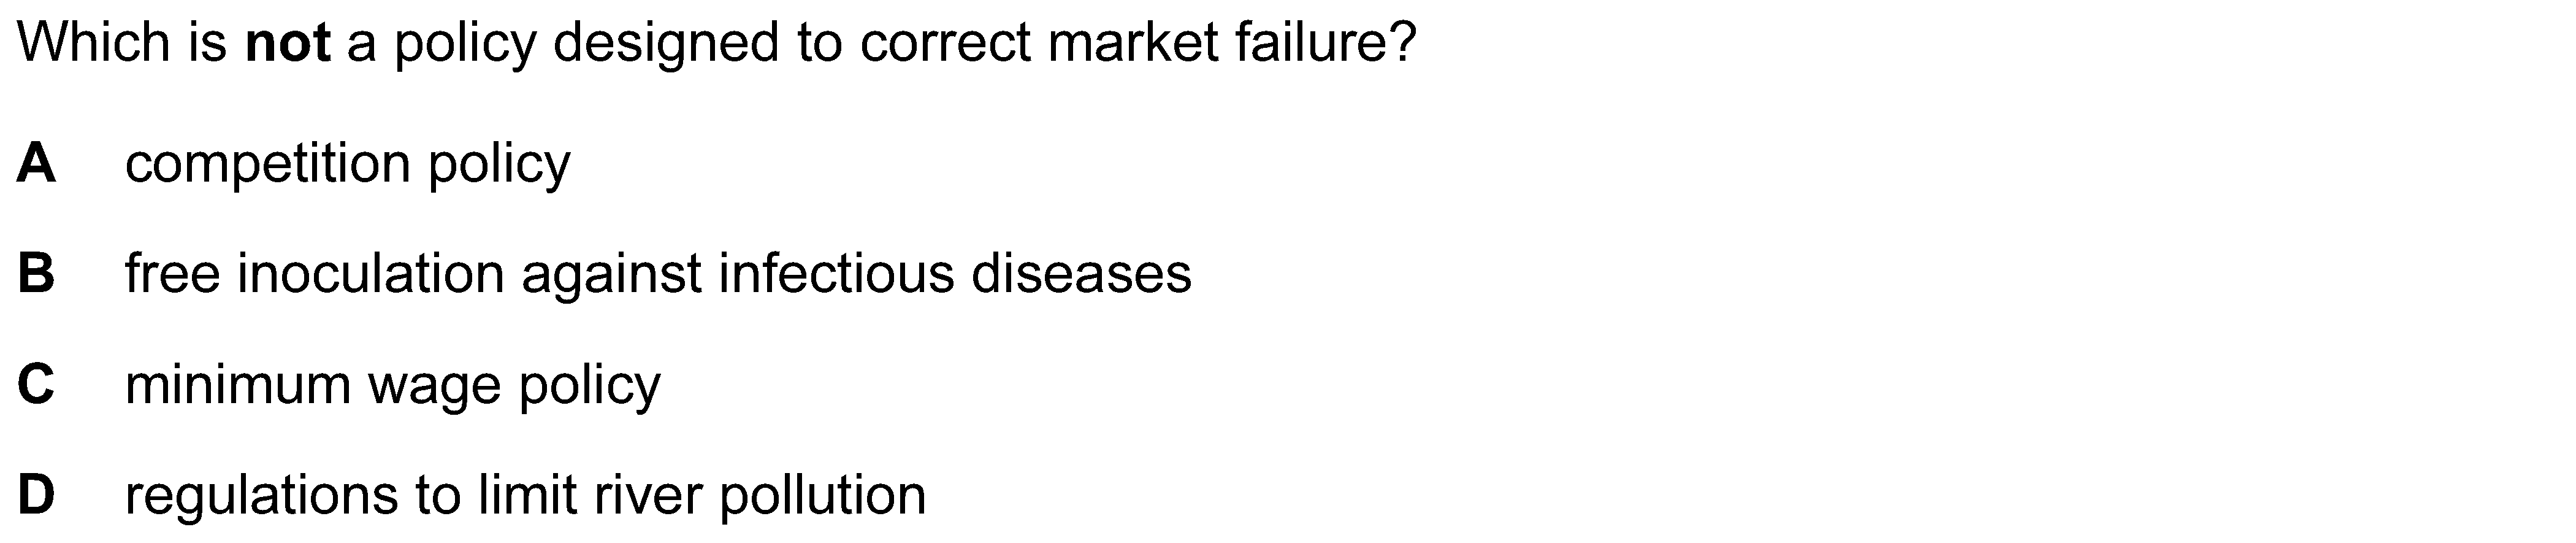 Which is not a policy designed to correct market failure?
A competition policy
B free inoculation against infectious diseases
C minimum wage policy
D regulations to limit river pollution